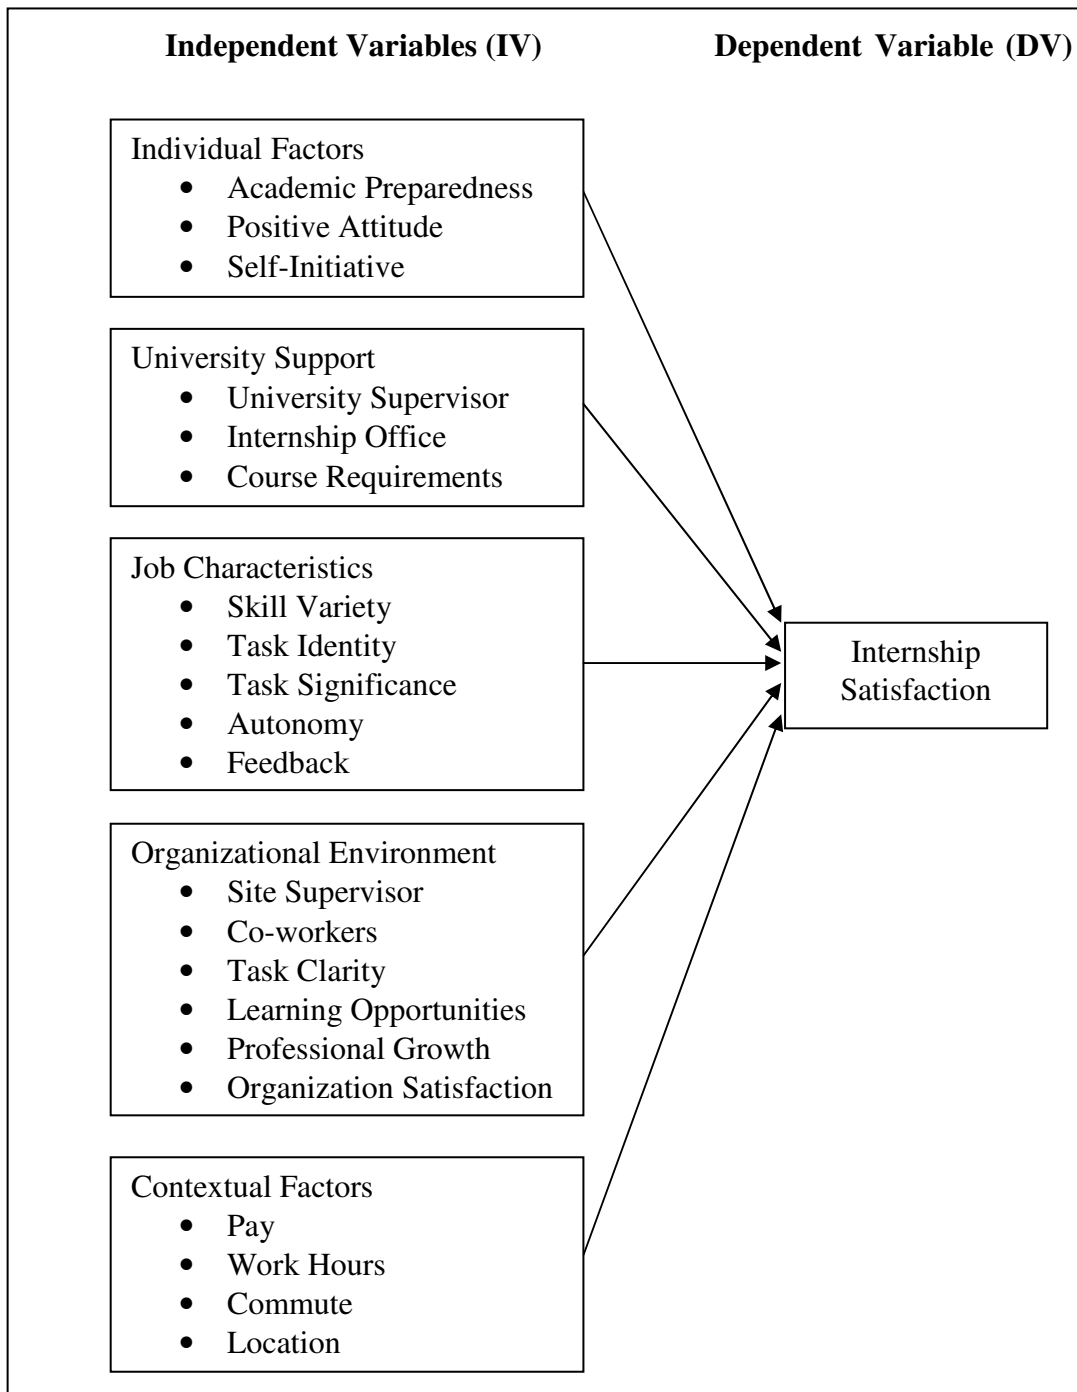 Independent Variables (IV)
Dependent Variable (DV)
Individual Factors
• Academic Preparedness
• Positive Attitude
• Self-Initiative
University Support
• University Supervisor
• Internship Office
• Course Requirements
Job Characteristics
• Skill Variety
• Task Identity
• Task Significance
• Autonomy
• Feedback
Organizational Environment
• Site Supervisor
• Co-workers
• Task Clarity
• Learning Opportunities
• Professional Growth
• Organization Satisfaction
Contextual Factors
• Pay
• Work Hours
• Commute
• Location
Internship
Satisfaction